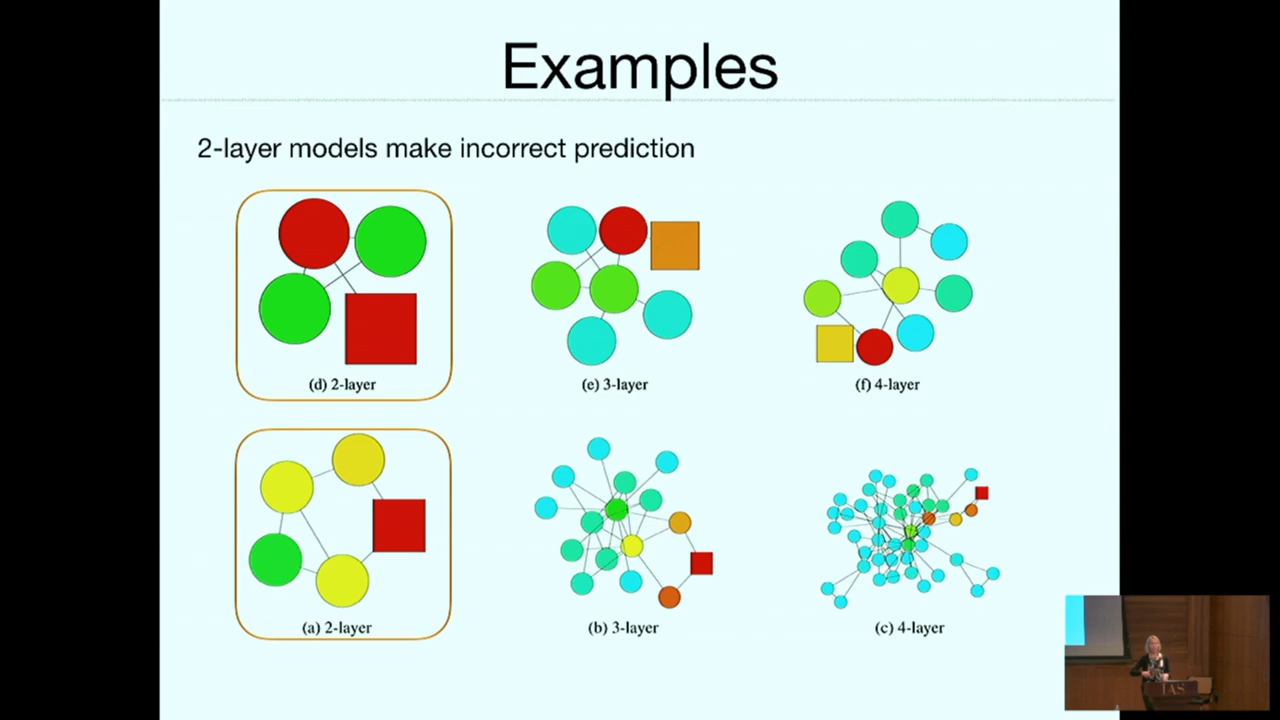 Examples
2-layer models make incorrect prediction
(d) 2-layer
(e) 3-layer
(f) 4-layer
(a) 2-layer
(b) 3-layer
(c) 4-layer
IAS